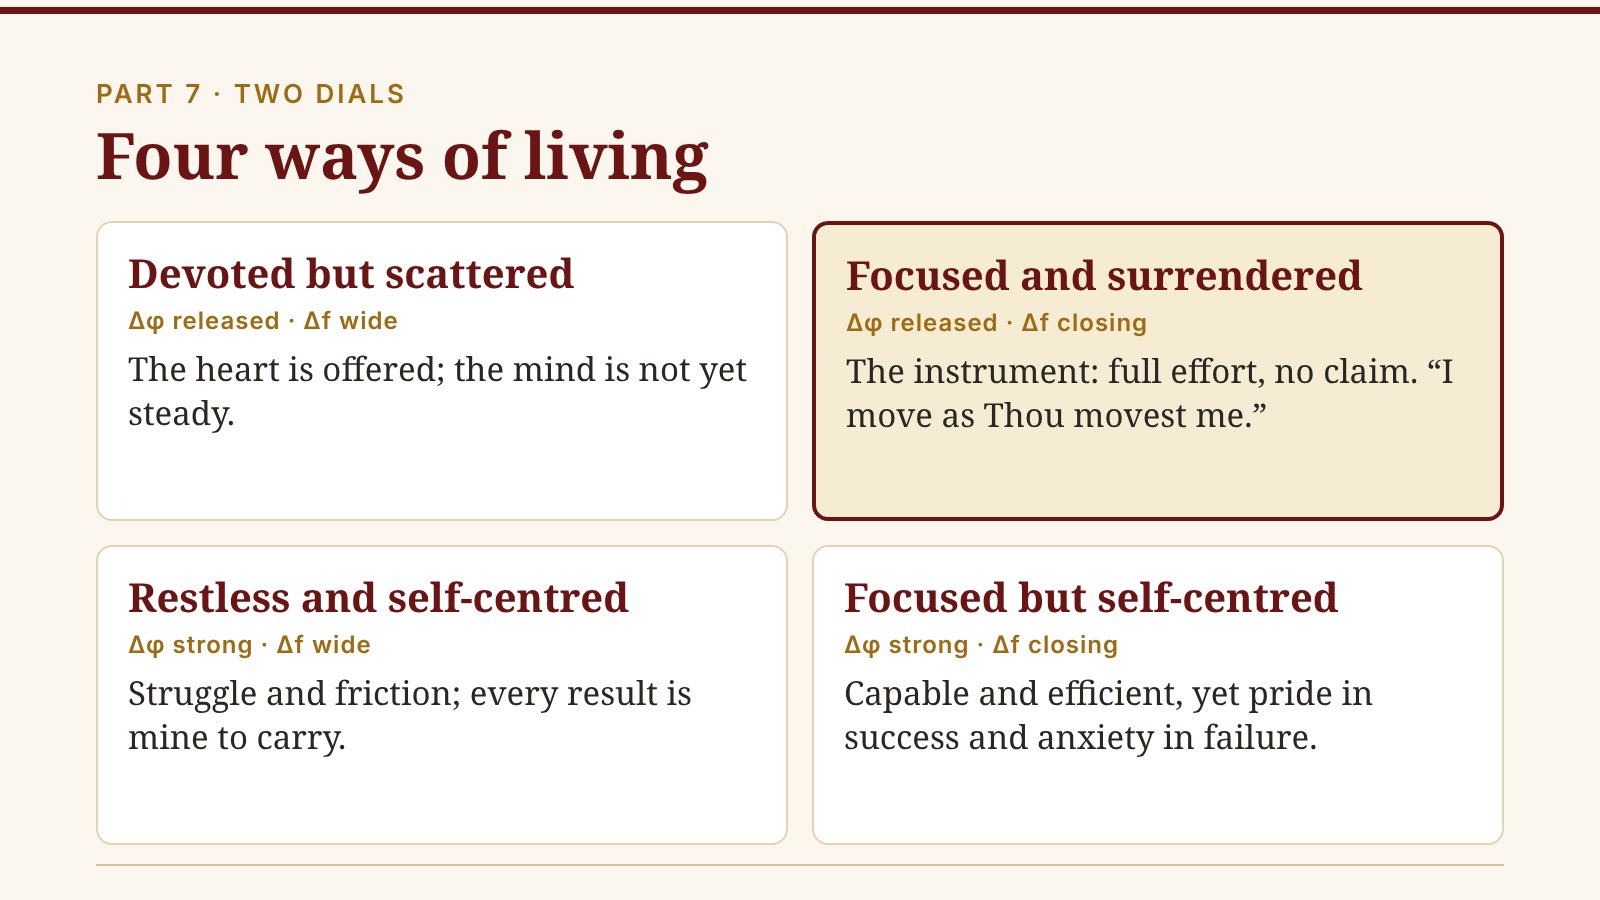 PART 7 · TWO DIALS
Four ways of living
Devoted but scattered
Δφ released · Δf wide
The heart is offered; the mind is not yet
steady.
Focused and surrendered
Δφ released · Δf closing
The instrument: full effort, no claim. “I
move as Thou movest me.”
Restless and self-centred
Δφ strong · Δf wide
Struggle and friction; every result is
mine to carry.
Focused but self-centred
Δφ strong · Δf closing
Capable and efficient, yet pride in
success and anxiety in failure.